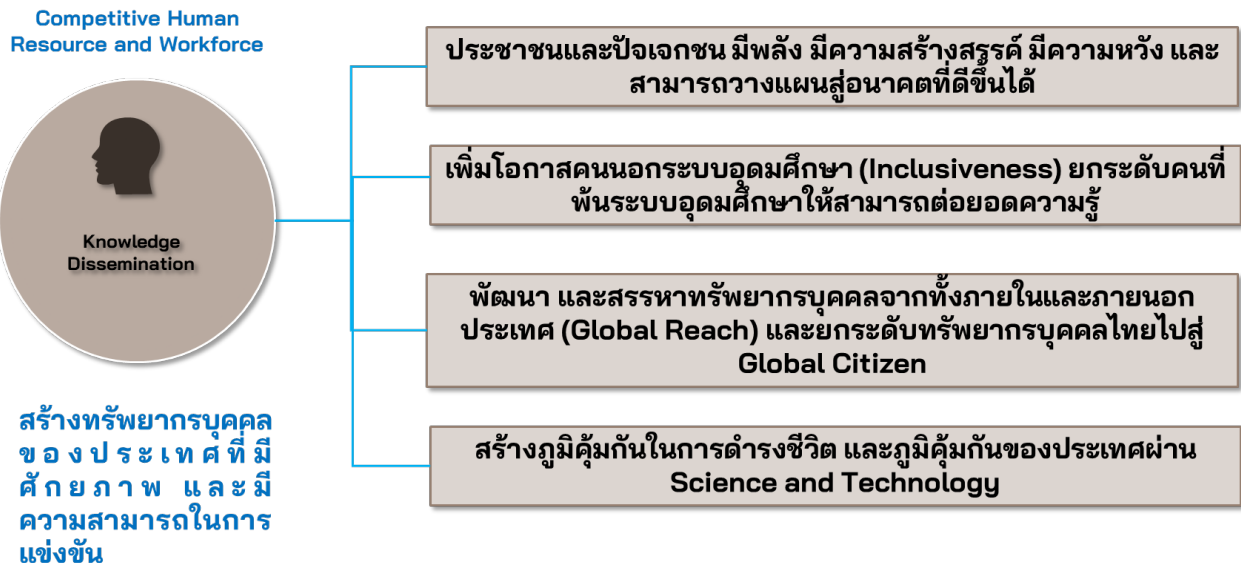 Competitive Human
Resource and Workforce
Knowledge
Dissemination
สร้างทรัพยากรบุคคล
ของประเทศที่มี
ศักยภาพ และมี
ความสามารถในการ
แข่งขัน
ประชาชนและปัจเจกชน มีพลัง มีความสร้างสรรค์ มีความหวัง และ
สามารถวางแผนสู่อนาคตที่ดีขึ้นได้
เพิ่มโอกาสคนนอกระบบอุดมศึกษา (Inclusiveness) ยกระดับคนที่
พ้นระบบอุดมศึกษาให้สามารถต่อยอดความรู้
พัฒนา และสรรหาทรัพยากรบุคคลจากทั้งภายในและภายนอก
ประเทศ (Global Reach) และยกระดับทรัพยากรบุคคลไทยไปสู่
Global Citizen
สร้างภูมิคุ้มกันในการดำรงชีวิต และภูมิคุ้มกันของประเทศผ่าน
Science and Technology